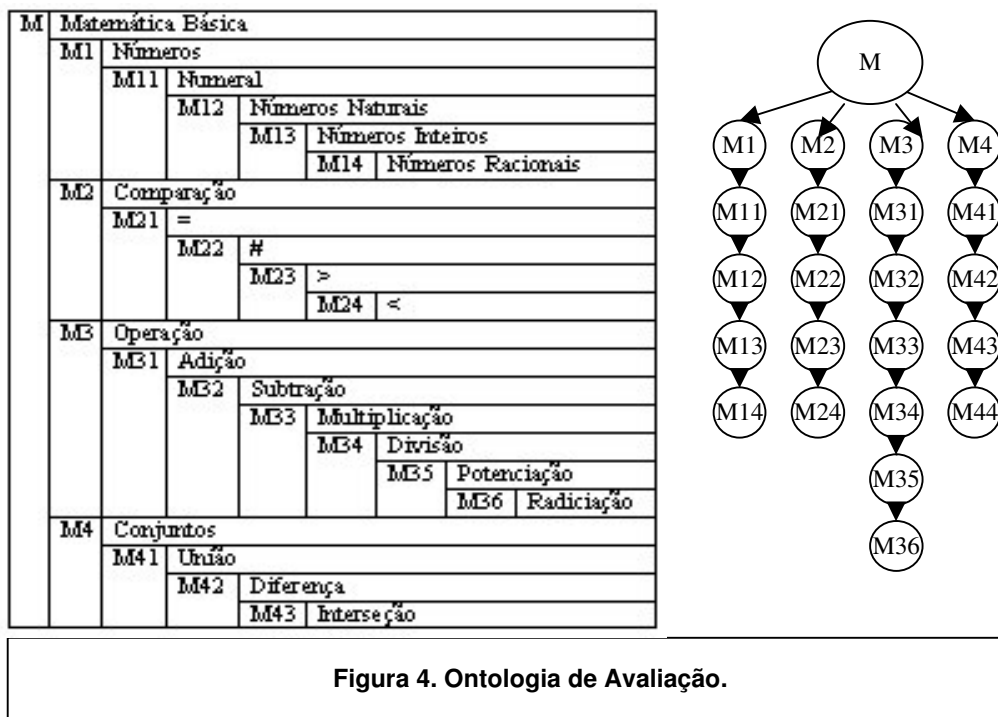 M Matemática Básica
M1 Números
M11 Numeral
M12 Números Naturais
M13 Números Inteiros
M14 Números Racionais
M2 Comparação
M21 =
M22 #
M23 >
M24 <
M3 Operação
M31 Adição
M32 Subtração
M33 Multiplicação
M34 Divisão
M35 Potenciação
M36 Radiciação
M4 Conjuntos
M41 União
M42 Diferença
M43 Interseção
M
M1 M2 M3 M4
M11 M21 M31 M41
M12 M22 M32 M42
M13 M23 M33 M43
M14 M24 M34 M44
M35
M36
Figura 4. Ontologia de Avaliação.